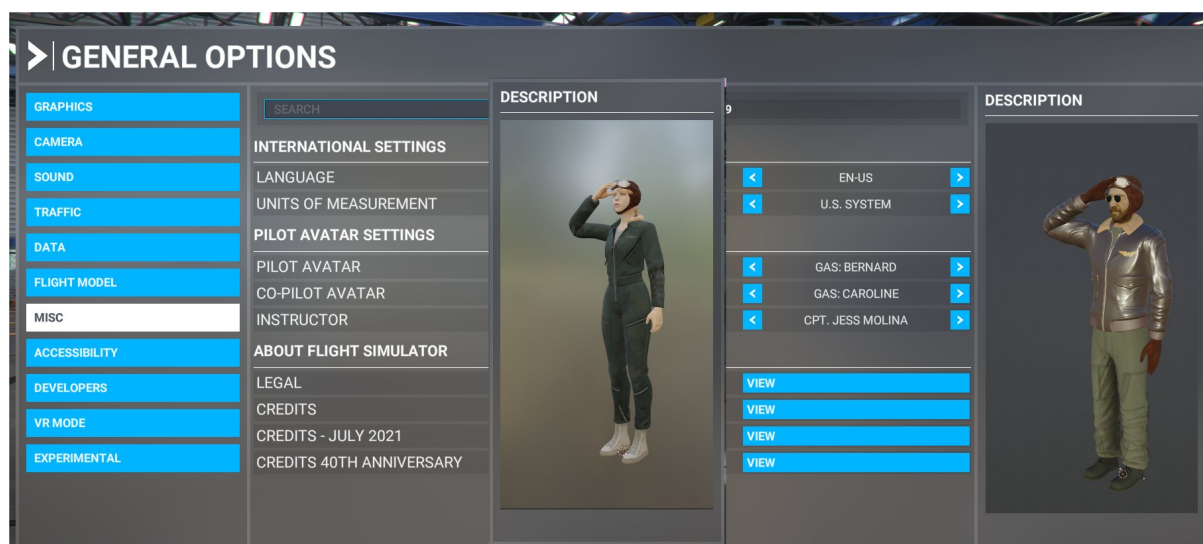 GENERAL OPTIONS
GRAPHICS
CAMERA
SOUND
TRAFFIC
DATA
FLIGHT MODEL
MISC
ACCESSIBILITY
DEVELOPERS
VR MODE
EXPERIMENTAL
SEARCH
9
INTERNATIONAL SETTINGS
LANGUAGE
EN-US
UNITS OF MEASUREMENT
U.S. SYSTEM
PILOT AVATAR SETTINGS
PILOT AVATAR
GAS: BERNARD
CO-PILOT AVATAR
GAS: CAROLINE
INSTRUCTOR
CPT. JESS MOLINA
ABOUT FLIGHT SIMULATOR
LEGAL
VIEW
CREDITS
VIEW
CREDITS - JULY 2021
VIEW
CREDITS 40TH ANNIVERSARY
VIEW
DESCRIPTION
DESCRIPTION